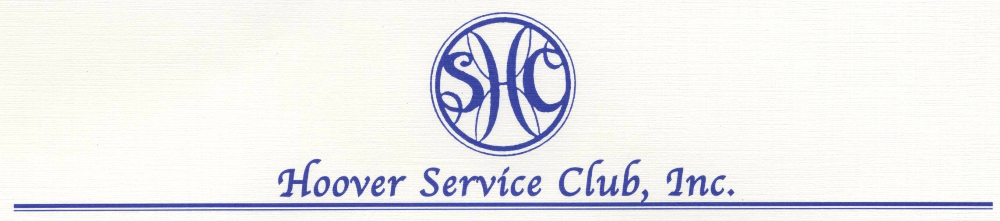 SHC
Hoover Service Club, Inc.